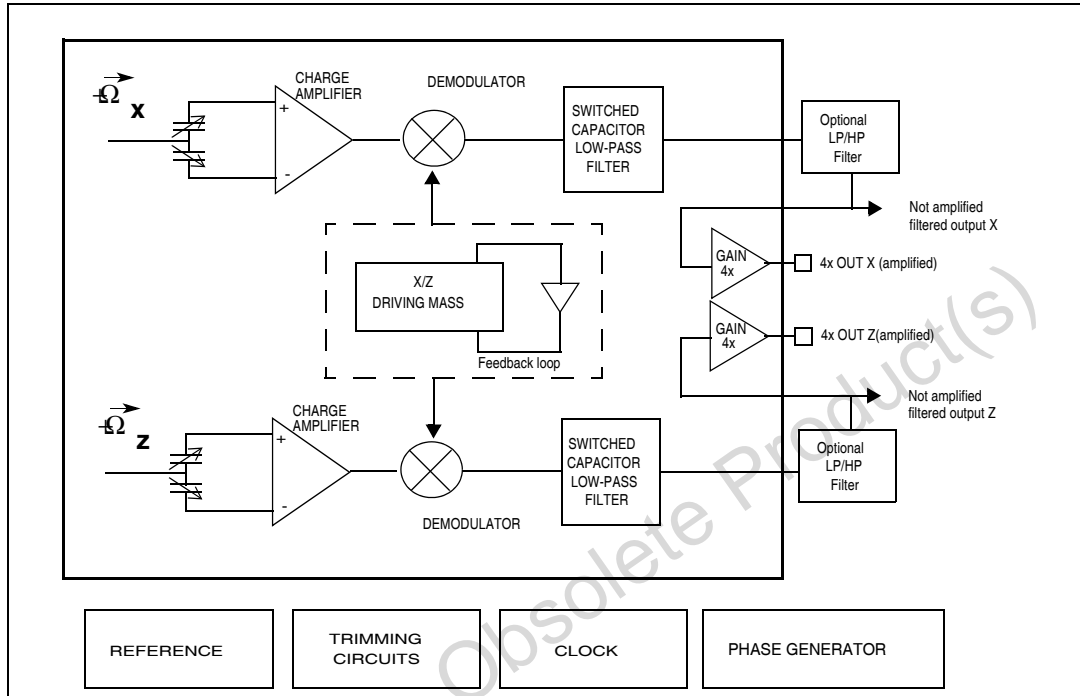 +Ω X
CHARGE
AMPLIFIER
+
-
DEMODULATOR
SWITCHED
CAPACITOR
LOW-PASS
FILTER
Optional
LP/HP
Filter
Not amplified
filtered output X
GAIN
4x
4x OUT X (amplified)
X/Z
DRIVING MASS
Feedback loop
GAIN
4x
4x OUT Z(amplified)
Not amplified
filtered output Z
+Ω Z
CHARGE
AMPLIFIER
+
-
DEMODULATOR
SWITCHED
CAPACITOR
LOW-PASS
FILTER
Optional
LP/HP
Filter
REFERENCE
TRIMMING
CIRCUITS
CLOCK
PHASE GENERATOR
Obsolete Product(s)